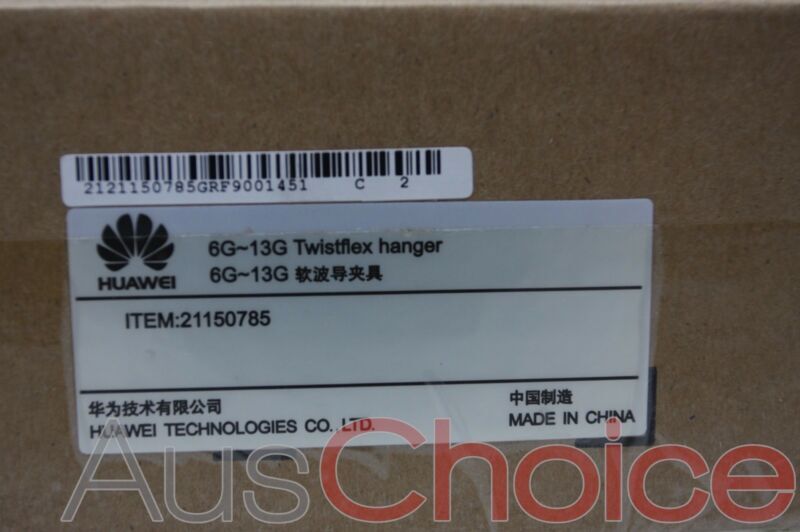 2121150785GRF9001451 C 2
HUAWEI
6G~13G Twistflex hanger
6G~13G 软波导夹具
ITEM:21150785
华为技术有限公司
HUAWEI TECHNOLOGIES CO.,LTD.
中国制造
MADE IN CHINA
AusChoice